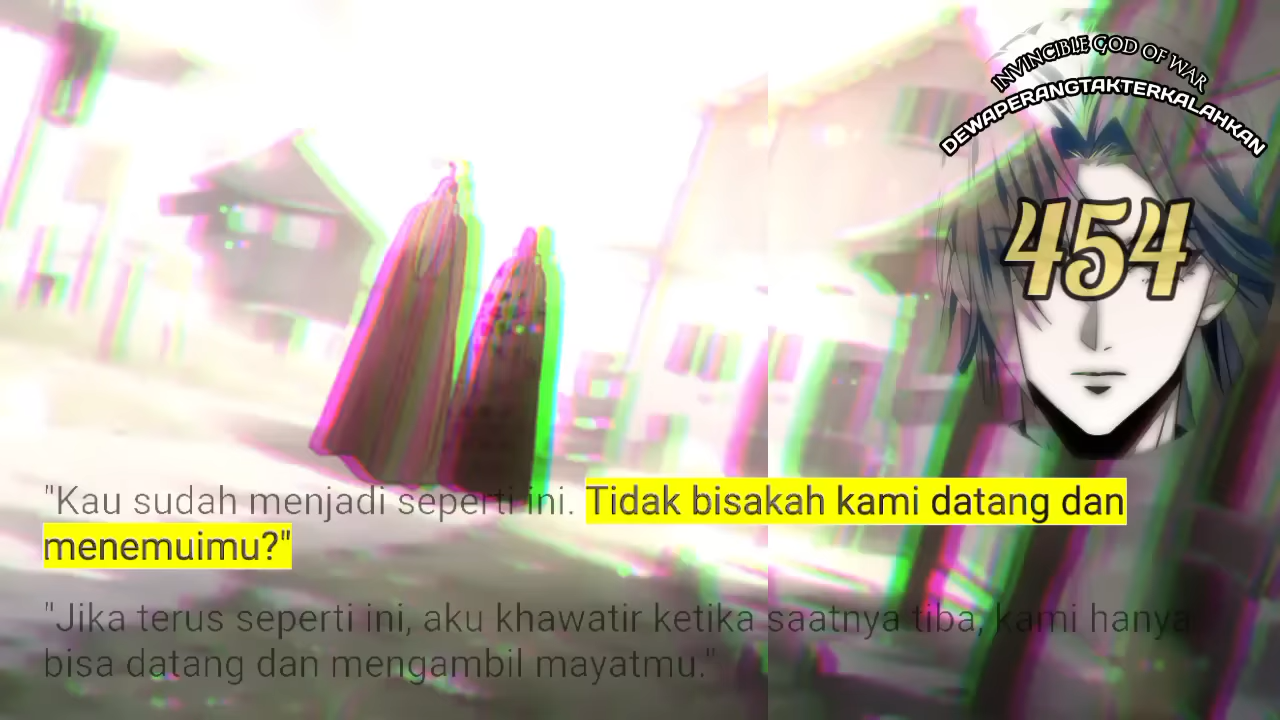 INVINCIBLE GOD OF WAR
DEWAPERANGTAKTERKALAHKAN
454
"Kau sudah menjadi seperti ini. Tidak bisakah kami datang dan
menemuimu?"
"Jika terus seperti ini, aku khawatir ketika saatnya tiba, kami hanya
bisa datang dan mengambil mayatmu."